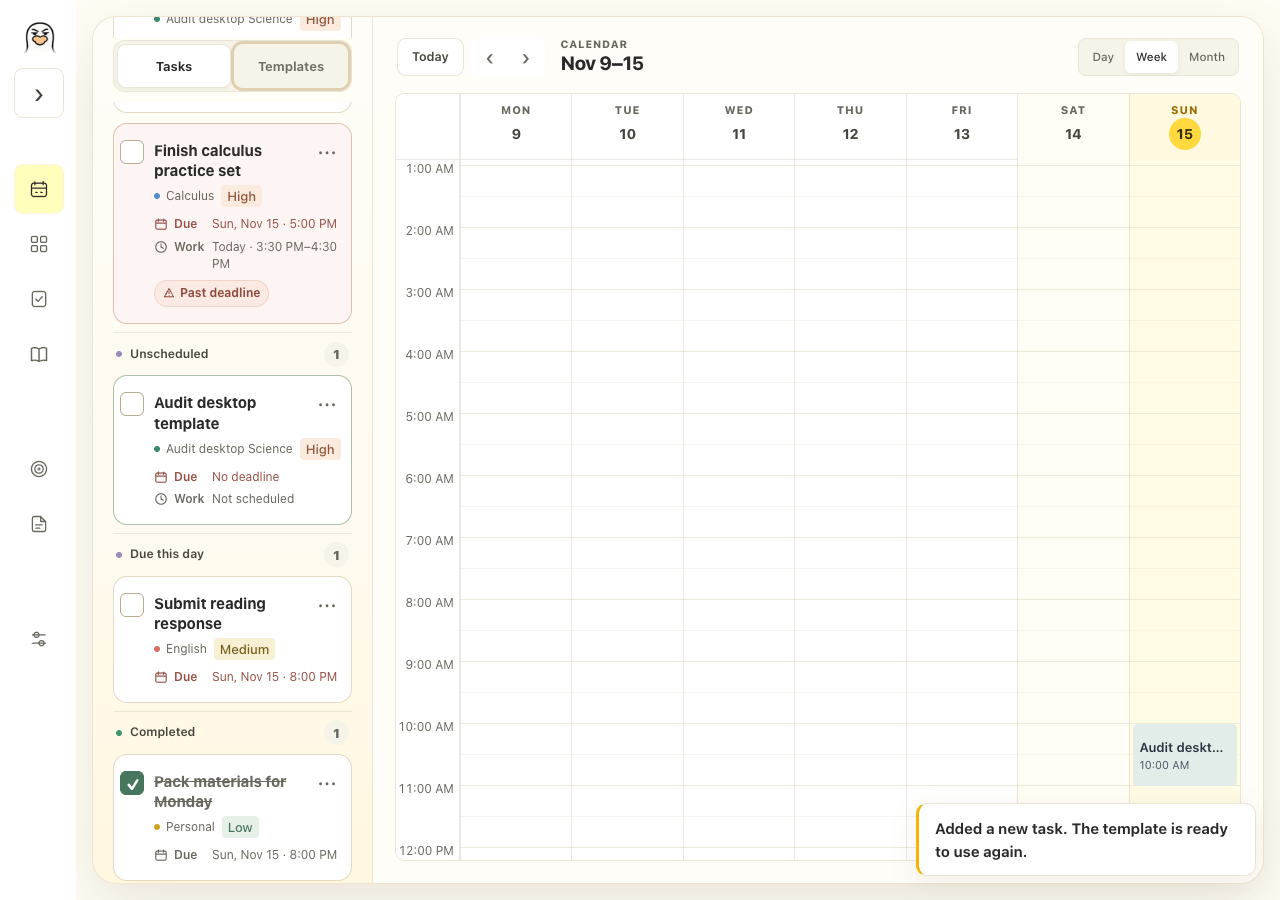 Audit desktop Science High
Tasks Templates
Finish calculus
practice set
Calculus High
Due Sun, Nov 15 · 5:00 PM
Work Today · 3:30 PM–4:30
PM
Past deadline
Unscheduled 1
Audit desktop
template
Audit desktop Science High
Due No deadline
Work Not scheduled
Due this day 1
Submit reading
response
English Medium
Due Sun, Nov 15 · 8:00 PM
Completed 1
Pack materials for
Monday
Personal Low
Due Sun, Nov 15 · 8:00 PM
Today
CALENDAR
Nov 9–15
Day Week Month
MON TUE WED THU FRI SAT SUN
9 10 11 12 13 14 15
1:00 AM
2:00 AM
3:00 AM
4:00 AM
5:00 AM
6:00 AM
7:00 AM
8:00 AM
9:00 AM
10:00 AM
11:00 AM
12:00 PM
Audit deskt...
10:00 AM
Added a new task. The template is ready
to use again.